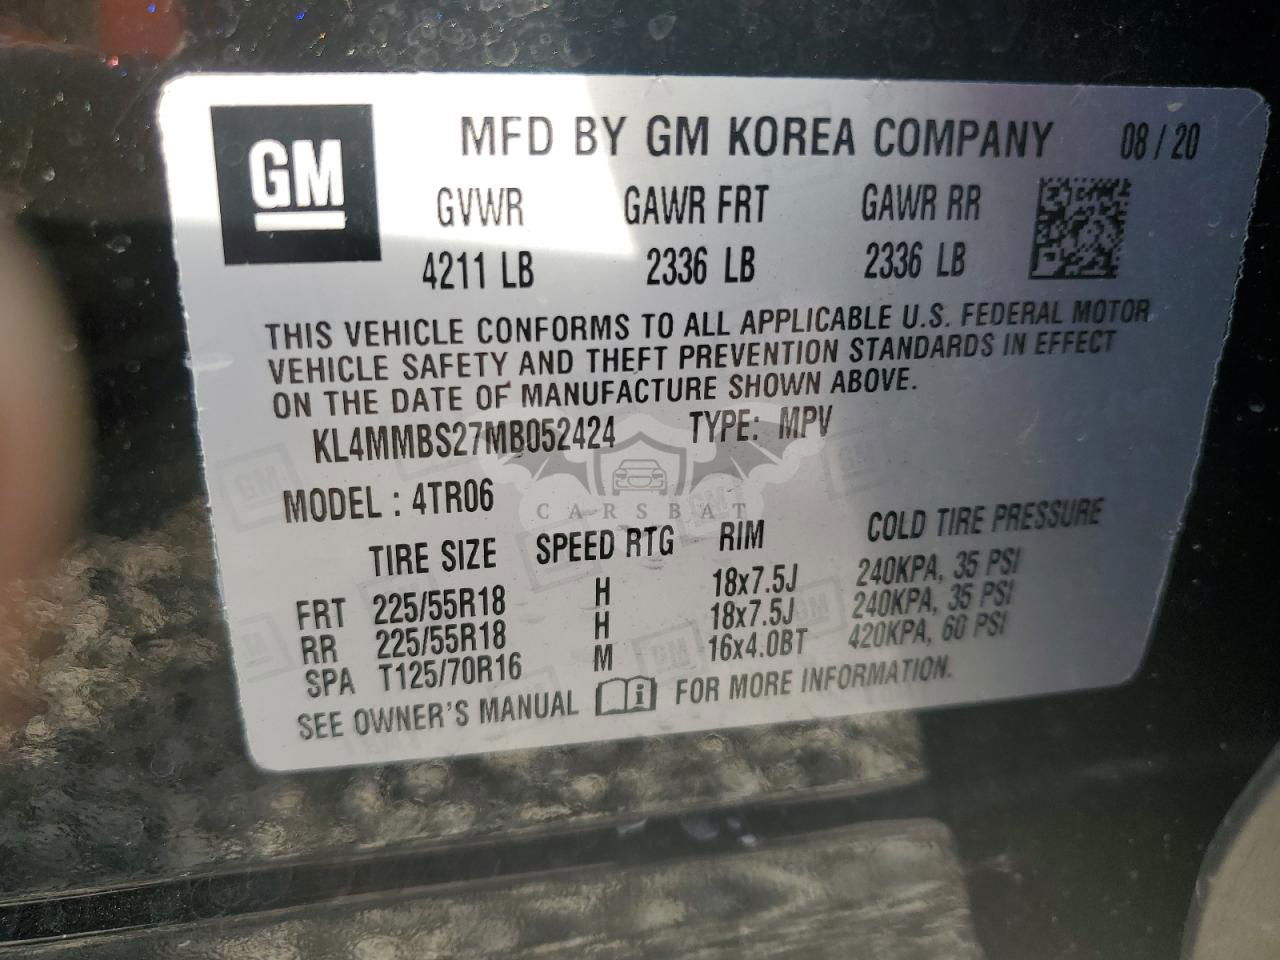 GM MFD BY GM KOREA COMPANY 08 / 20
GVWR GAWR FRT GAWR RR
4211 LB 2336 LB 2336 LB
THIS VEHICLE CONFORMS TO ALL APPLICABLE U.S. FEDERAL MOTOR
VEHICLE SAFETY AND THEFT PREVENTION STANDARDS IN EFFECT
ON THE DATE OF MANUFACTURE SHOWN ABOVE.
KL4MMBS27MB052424 TYPE: MPV
MODEL : 4TR06
CARSBAT
TIRE SIZE SPEED RTG RIM COLD TIRE PRESSURE
FRT 225/55R18 H 18x7.5J 240KPA, 35 PSI
RR 225/55R18 H 18x7.5J 240KPA, 35 PSI
SPA T125/70R16 M 16x4.0BT 420KPA, 60 PSI
SEE OWNER'S MANUAL i FOR MORE INFORMATION.